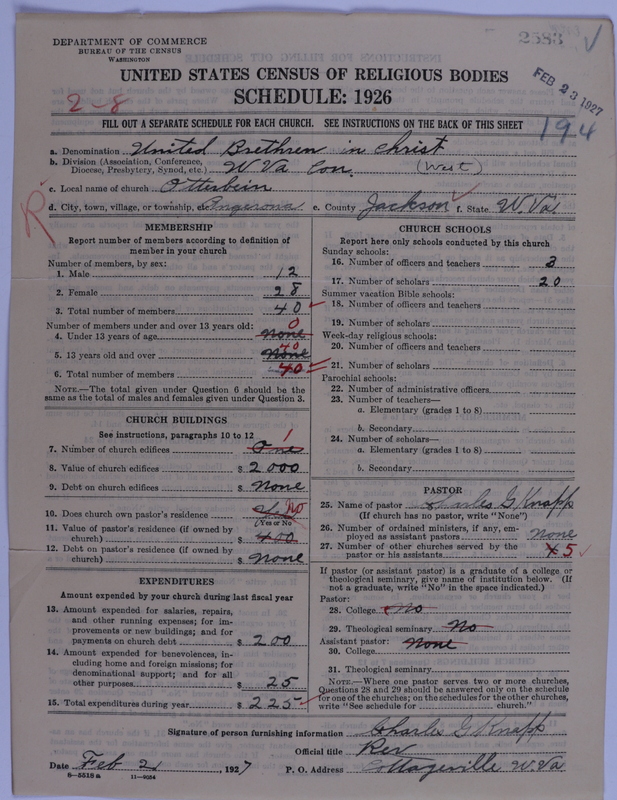 DEPARTMENT OF COMMERCE
BUREAU OF THE CENSUS
WASHINGTON
2583
FEB 23 1927
UNITED STATES CENSUS OF RELIGIOUS BODIES
SCHEDULE: 1926
2-8
194
FILL OUT A SEPARATE SCHEDULE FOR EACH CHURCH. SEE INSTRUCTIONS ON THE BACK OF THIS SHEET
a. Denomination United Brethren in Christ
b. Division (Association, Conference, Diocese, Presbytery, Synod, etc.) W Va Con. (West)
c. Local name of church Otterbein
R
d. City, town, village, or township, etc. Angerona e. County Jackson f. State W. Va.
MEMBERSHIP
Report number of members according to definition of
member in your church
Number of members, by sex:
1. Male 12
2. Female 28
3. Total number of members 40
Number of members under and over 13 years old:
4. Under 13 years of age None 0
5. 13 years old and over None 40
6. Total number of members 40
NOTE.—The total given under Question 6 should be
same as the total of males and females given under Question 3.
CHURCH BUILDINGS
See instructions, paragraphs 10 to 12
7. Number of church edifices One 1
8. Value of church edifices $ 2000
9. Debt on church edifices $ None
10. Does church own pastor's residence No
(Yes or No)
11. Value of pastor's residence (if owned by
church) $ 400
12. Debt on pastor's residence (if owned by
church) $ None
EXPENDITURES
Amount expended by your church during last fiscal year
13. Amount expended for salaries, repairs,
and other running expenses; for im-
provements or new buildings; and for
payments on church debt $ 200
14. Amount expended for benevolences, in-
cluding home and foreign missions; for
denominational support; and for all
other purposes $ 25
15. Total expenditures during year $ 225
CHURCH SCHOOLS
Report here only schools conducted by this church
Sunday schools:
16. Number of officers and teachers 3
17. Number of scholars 20
Summer vacation Bible schools:
18. Number of officers and teachers
19. Number of scholars
Week-day religious schools:
20. Number of officers and teachers
21. Number of scholars
Parochial schools:
22. Number of administrative officers
23. Number of teachers—
a. Elementary (grades 1 to 8)
b. Secondary
24. Number of scholars—
a. Elementary (grades 1 to 8)
b. Secondary
PASTOR
25. Name of pastor Charles G Knapp
(If church has no pastor, write "None")
26. Number of ordained ministers, if any, em-
ployed as assistant pastors None
27. Number of other churches served by the
pastor or his assistants 5
If pastor (or assistant pastor) is a graduate of a college or
theological seminary, give name of institution below. (If
not a graduate, write "No" in the space indicated.)
Pastor:
28. College No
29. Theological seminary No
Assistant pastor: None
30. College
31. Theological seminary
NOTE.—Where one pastor serves two or more churches,
Questions 28 and 29 should be answered only on the schedule
for one of the churches; on the schedules for the other churches,
write "See schedule for church."
Signature of person furnishing information Charles G Knapp
Official title Rev
Date Feb 2, 1927 P. O. Address Cottageville W. Va
6—5518a 11—9054